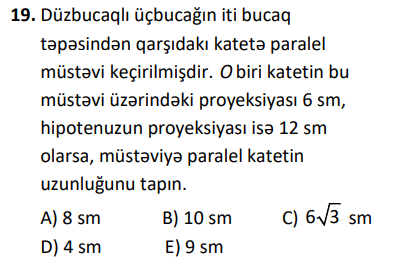 19. Düzbucaqlı üçbucağın iti bucaq
təpəsindən qarşıdakı katetə paralel
müstəvi keçirilmişdir. O biri katetin bu
müstəvi üzərindəki proyeksiyası 6 sm,
hipotenuzun proyeksiyası isə 12 sm
olarsa, müstəviyə paralel katetin
uzunluğunu tapın.
A) 8 sm B) 10 sm C) 6√3 sm
D) 4 sm E) 9 sm